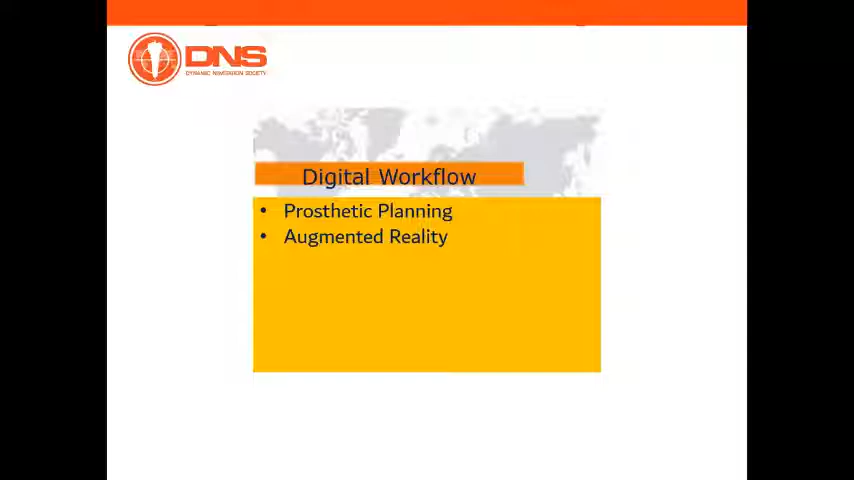 DNS
DYNAMIC NAVIGATION SOCIETY
Digital Workflow
• Prosthetic Planning
• Augmented Reality